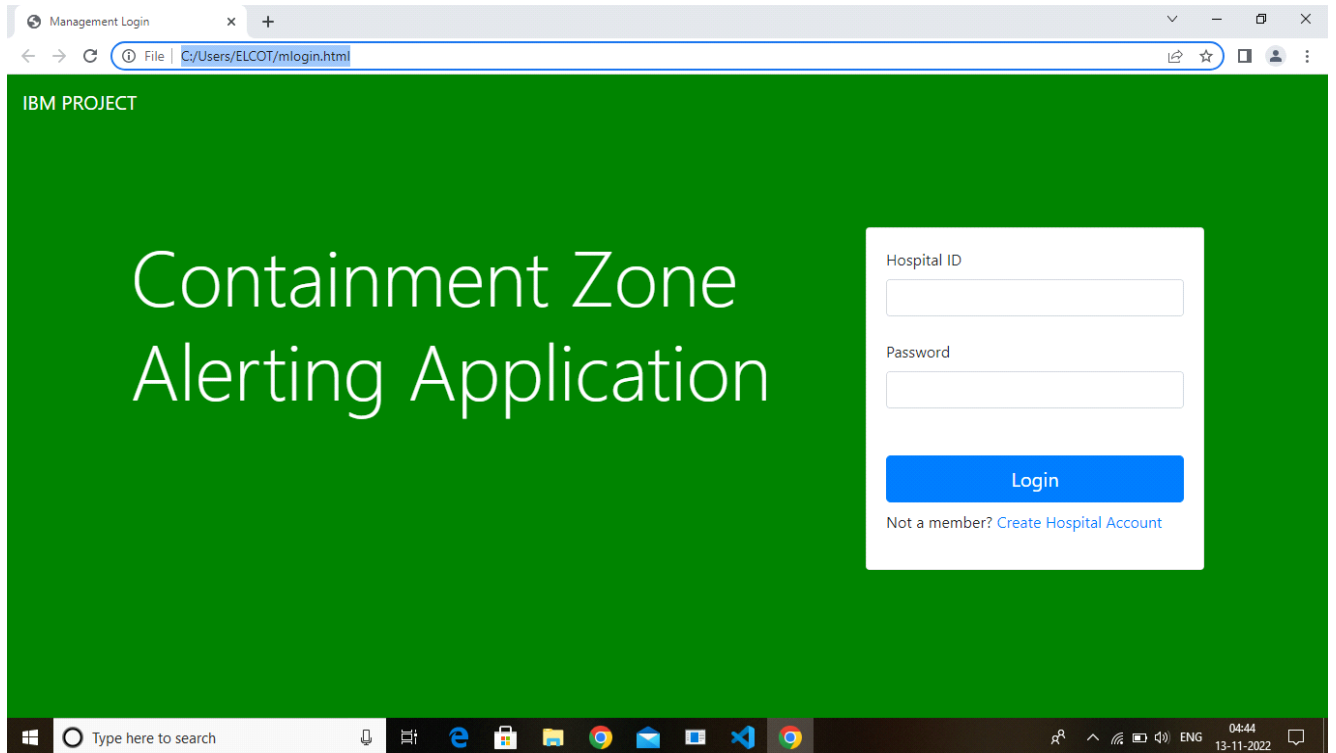 Management Login
File
C:/Users/ELCOT/mlogin.html
IBM PROJECT
Containment Zone
Alerting Application
Hospital ID
Password
Login
Not a member? Create Hospital Account
Type here to search
ENG
04:44
13-11-2022